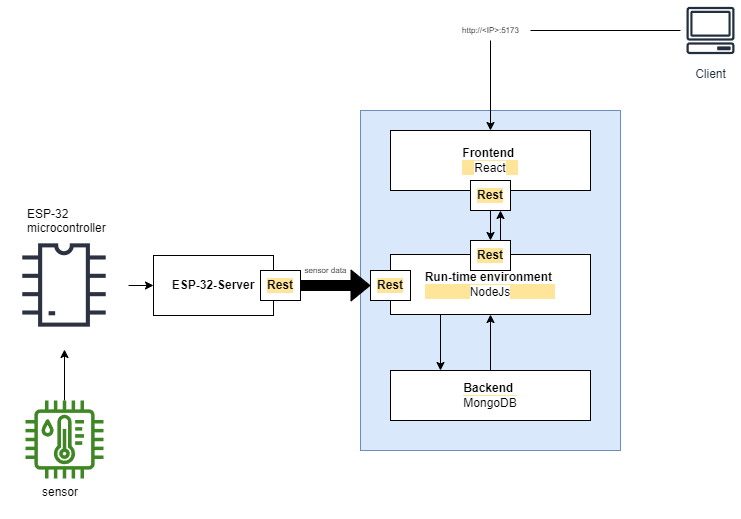 http://<IP>:5173
Client
Frontend
React
Rest
ESP-32
microcontroller
Rest
ESP-32-Server
Rest
sensor data
Rest
Run-time environment
NodeJs
Backend
MongoDB
sensor